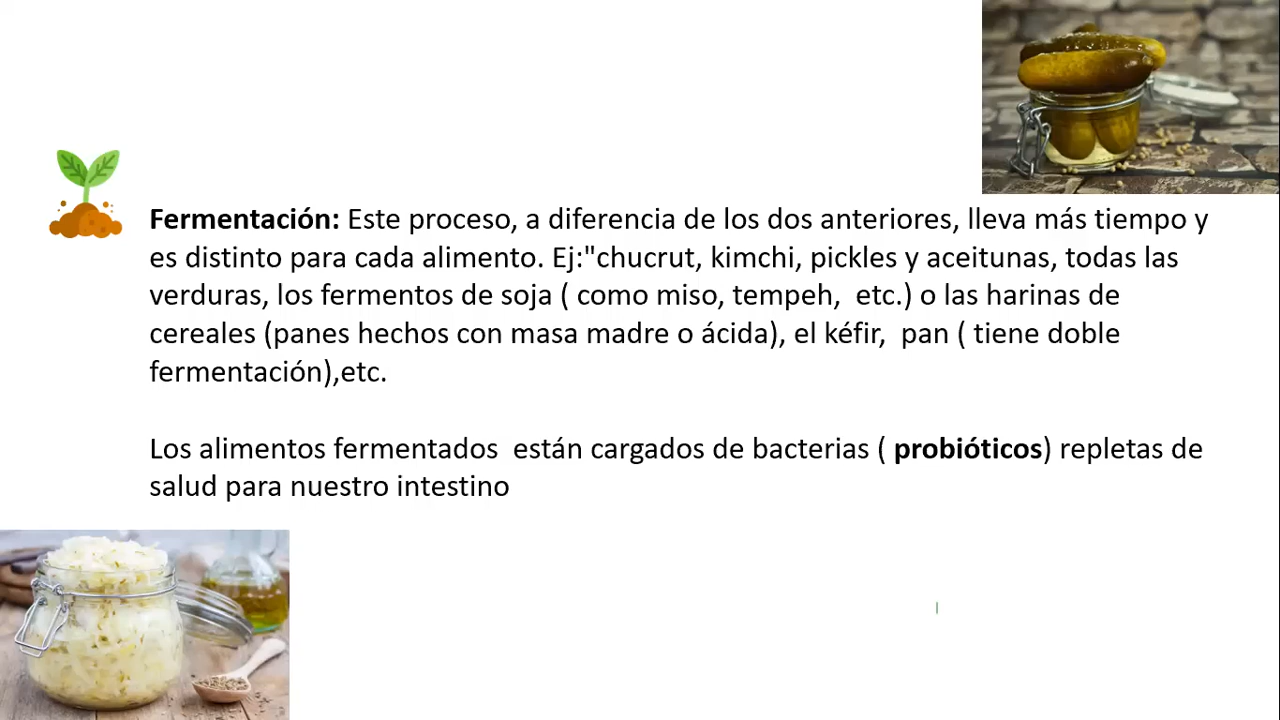 Fermentación: Este proceso, a diferencia de los dos anteriores, lleva más tiempo y
es distinto para cada alimento. Ej:"chucrut, kimchi, pickles y aceitunas, todas las
verduras, los fermentos de soja ( como miso, tempeh,  etc.) o las harinas de
cereales (panes hechos con masa madre o ácida), el kéfir,  pan ( tiene doble
fermentación),etc.
Los alimentos fermentados  están cargados de bacterias ( probióticos) repletas de
salud para nuestro intestino